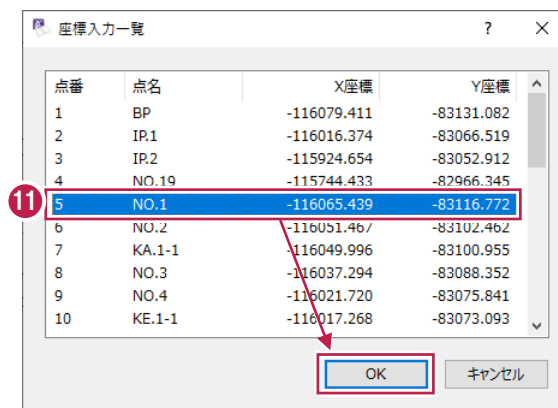 座標入力一覧 ?
点番 点名 X座標 Y座標
1 BP -116079.411 -83131.082
2 IP.1 -116016.374 -83066.519
3 IP.2 -115924.654 -83052.912
4 NO.19 -115744.433 -82966.345
11 5 NO.1 -116065.439 -83116.772
6 NO.2 -116051.467 -83102.462
7 KA.1-1 -116049.996 -83100.955
8 NO.3 -116037.294 -83088.352
9 NO.4 -116021.720 -83075.841
10 KE.1-1 -116017.268 -83073.093
OK キャンセル